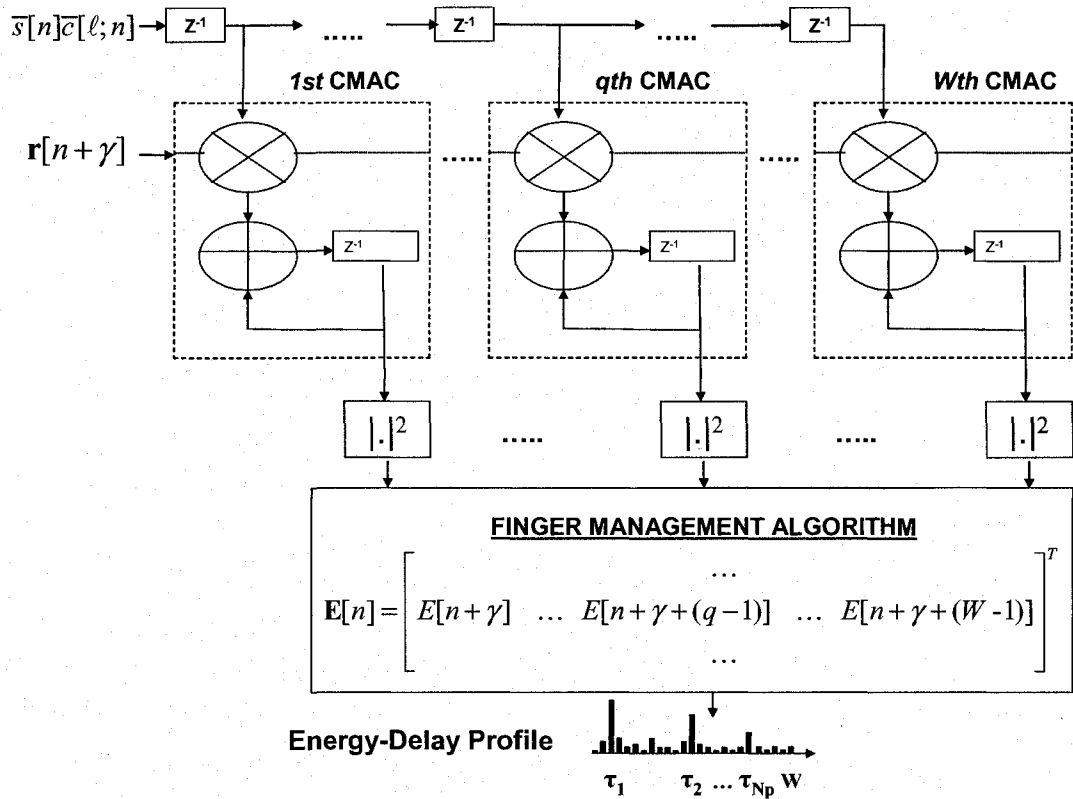 s̅[n]c̅[ℓ; n] Z⁻¹ ..... Z⁻¹ ..... Z⁻¹
1st CMAC qth CMAC Wth CMAC
r[n + γ] ..... .....
Z⁻¹ Z⁻¹ Z⁻¹
|.|² ..... |.|² ..... |.|²
FINGER MANAGEMENT ALGORITHM
...
E[n] = [E[n + γ] ... E[n + γ + (q − 1)] ... E[n + γ + (W - 1)]]ᵀ
...
Energy-Delay Profile
τ₁ τ₂ ... τNp W